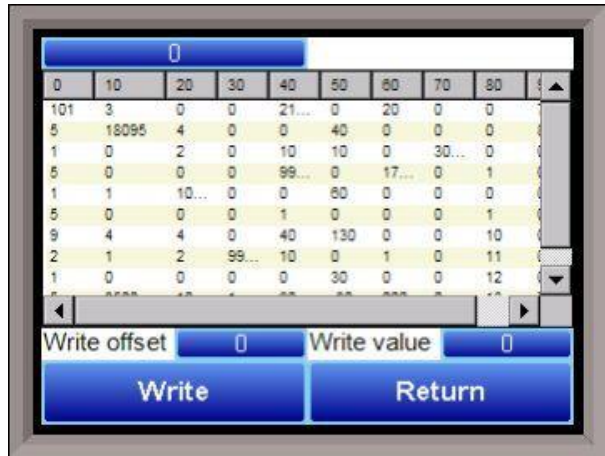 0
0 10 20 30 40 50 60 70 80
101 3 0 0 21... 0 20 0 0
5 18095 4 0 0 40 0 0 0
1 0 2 0 10 10 0 30... 0
5 0 0 0 99... 0 17... 0 1
1 1 10... 0 0 60 0 0 0
5 0 0 0 1 0 0 0 1
9 4 4 0 40 130 0 0 10
2 1 2 99... 10 0 1 0 11
1 0 0 0 0 30 0 0 12
Write offset 0 Write value 0
Write Return